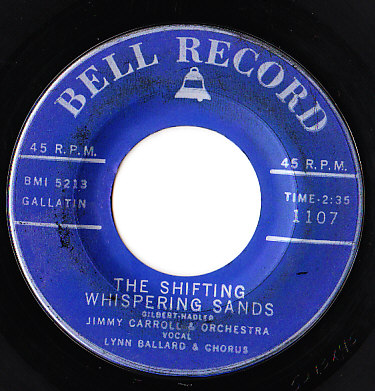 BELL RECORD
45 R.P.M.
45 R.P.M.
BMI 5213
GALLATIN
TIME-2:35
1107
THE SHIFTING
WHISPERING SANDS
GILBERT-HADLER
JIMMY CARROLL & ORCHESTRA
VOCAL
LYNN BALLARD & CHORUS